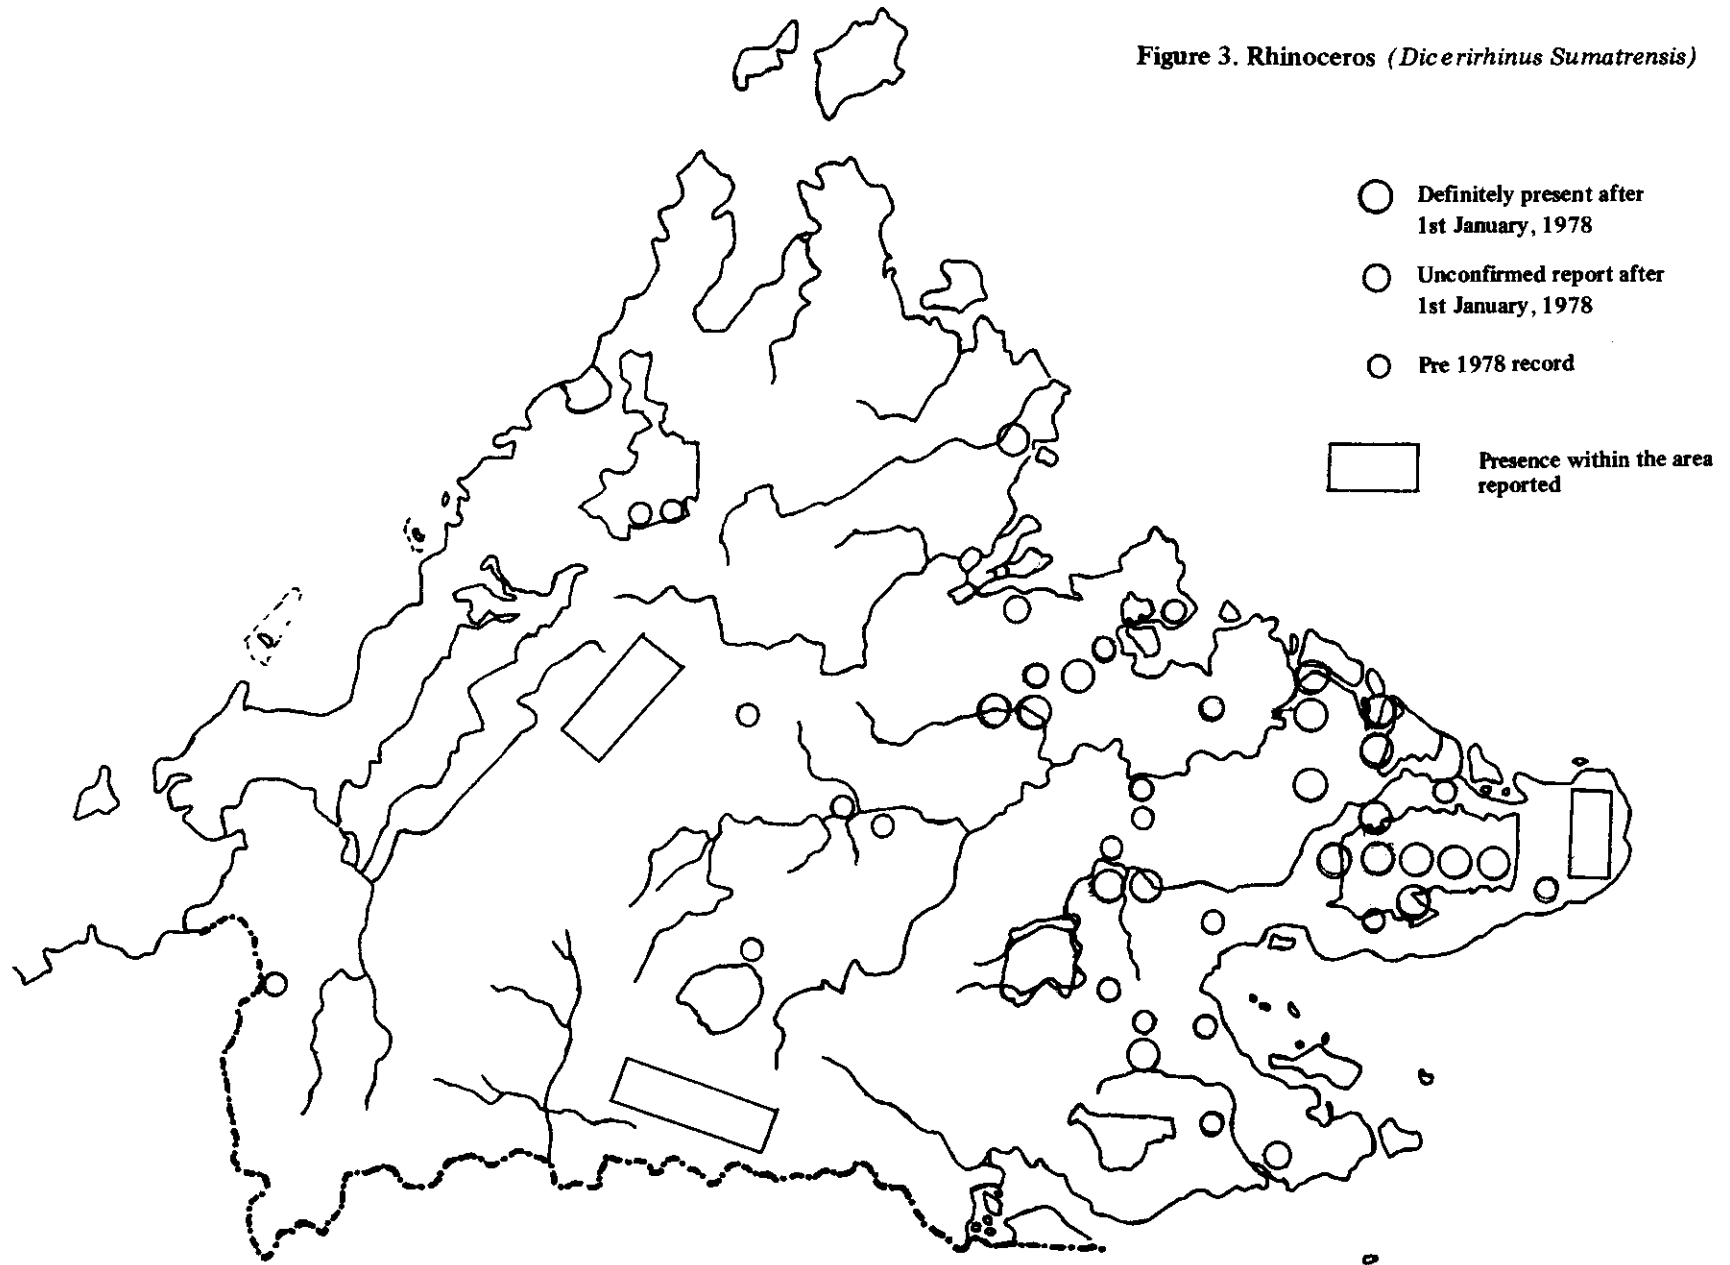 Figure 3. Rhinoceros (Dicerirhinus Sumatrensis)
Definitely present after
1st January, 1978
Unconfirmed report after
1st January, 1978
Pre 1978 record
Presence within the area
reported